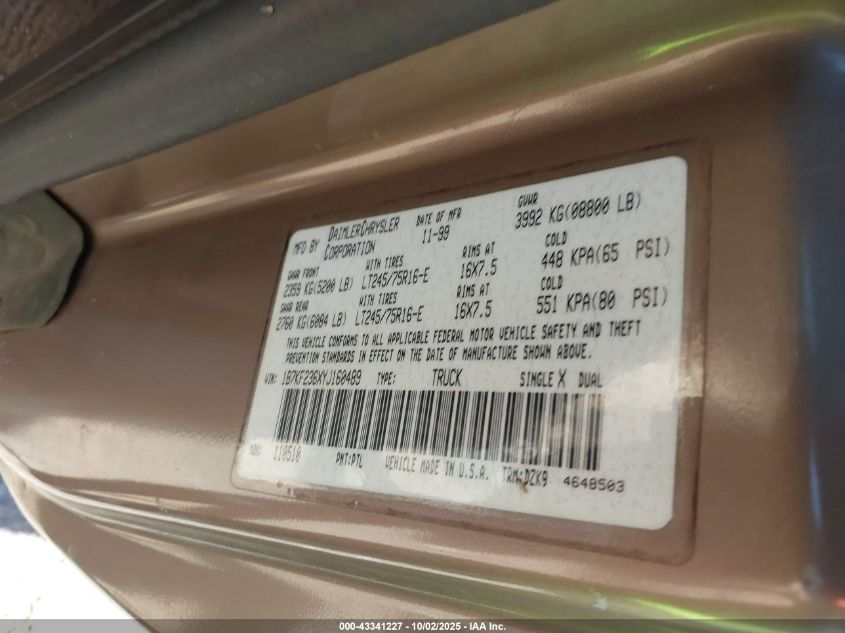 MFD BY DAIMLERCHRYSLER CORPORATION DATE OF MFR 11-99 GVWR 3992 KG(08800 LB)
GAWR FRONT WITH TIRES RIMS AT COLD
2359 KG(5200 LB) LT245/75R16-E 16X7.5 448 KPA(65 PSI)
GAWR REAR WITH TIRES RIMS AT COLD
2760 KG(6084 LB) LT245/75R16-E 16X7.5 551 KPA(80 PSI)
THIS VEHICLE CONFORMS TO ALL APPLICABLE FEDERAL MOTOR VEHICLE SAFETY AND THEFT
PREVENTION STANDARDS IN EFFECT ON THE DATE OF MANUFACTURE SHOWN ABOVE.
VIN: 1B7KF236XYJ160489 TYPE: TRUCK SINGLE X DUAL
MDH: 110510 PNT:PTL VEHICLE MADE IN U.S.A. TRM:DZK9 4648503
000-43341227 - 10/02/2025 - IAA Inc.